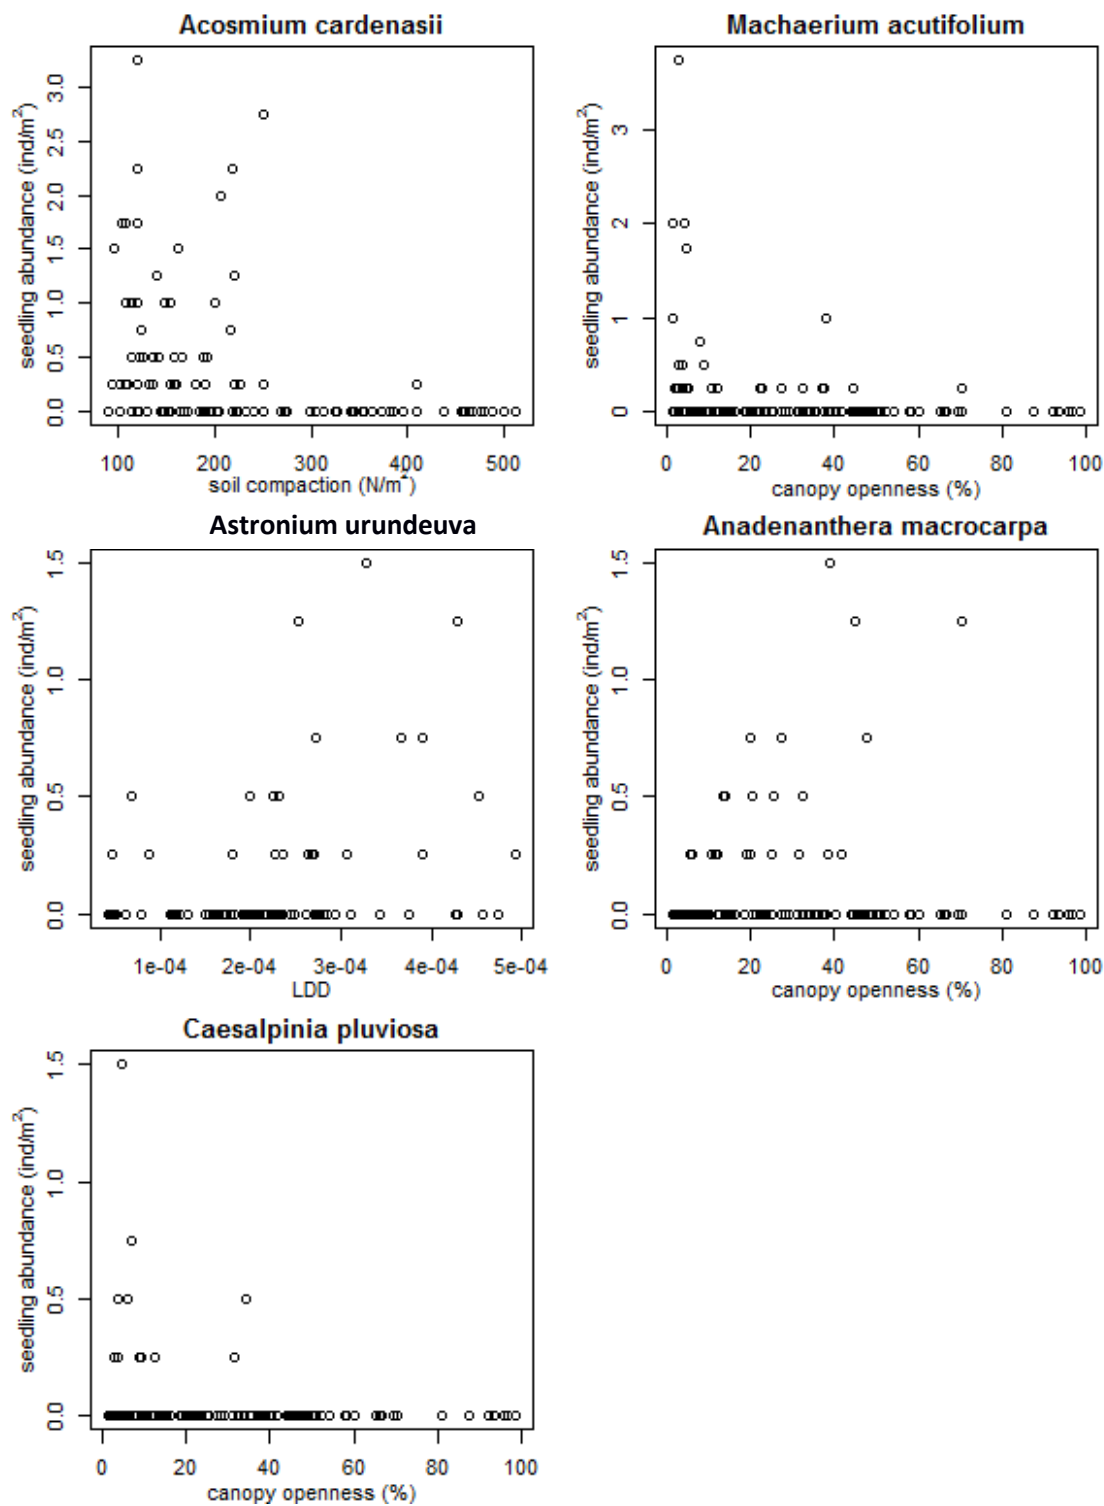 Acosmium cardenasii
seedling abundance (ind/m²)
0.0 0.5 1.0 1.5 2.0 2.5 3.0
100 200 300 400 500
soil compaction (N/m²)
Machaerium acutifolium
seedling abundance (ind/m²)
0 1 2 3
0 20 40 60 80 100
canopy openness (%)
Astronium urundeuva
seedling abundance (ind/m²)
0.0 0.5 1.0 1.5
1e-04 2e-04 3e-04 4e-04 5e-04
LDD
Anadenanthera macrocarpa
seedling abundance (ind/m²)
0.0 0.5 1.0 1.5
0 20 40 60 80 100
canopy openness (%)
Caesalpinia pluviosa
seedling abundance (ind/m²)
0.0 0.5 1.0 1.5
0 20 40 60 80 100
canopy openness (%)